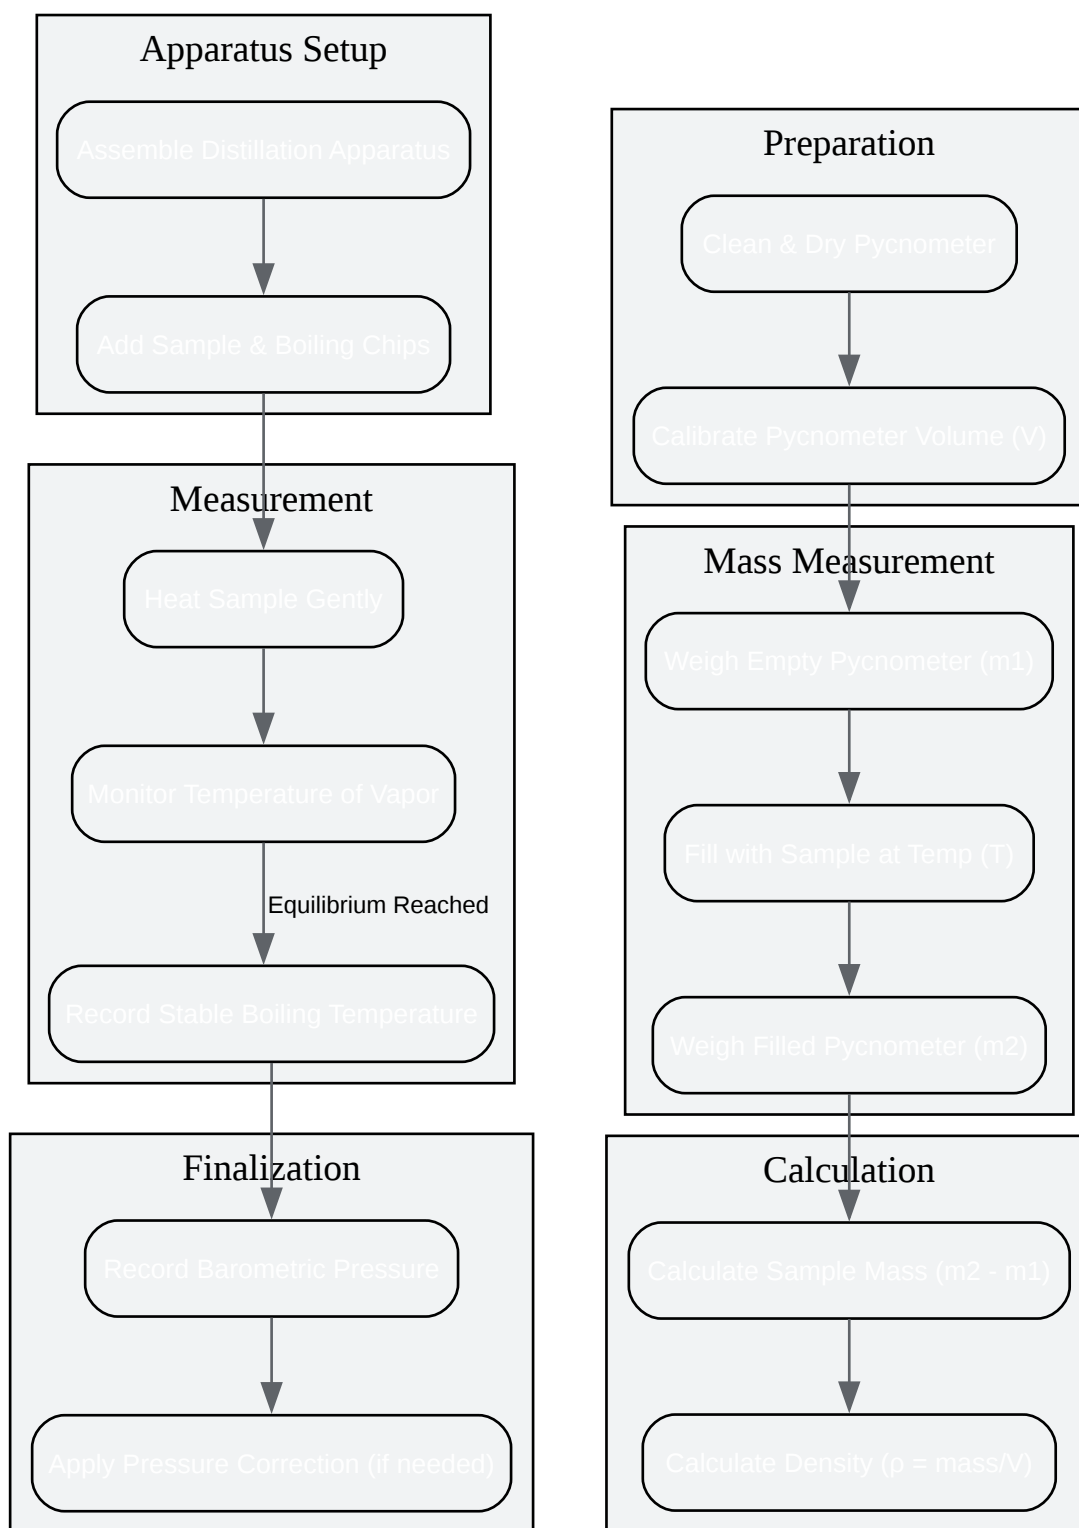 Apparatus Setup
Assemble Distillation Apparatus
Add Sample & Boiling Chips
Measurement
Heat Sample Gently
Monitor Temperature of Vapor
Equilibrium Reached
Record Stable Boiling Temperature
Finalization
Record Barometric Pressure
Apply Pressure Correction (if needed)
Preparation
Clean & Dry Pycnometer
Calibrate Pycnometer Volume (V)
Mass Measurement
Weigh Empty Pycnometer (m1)
Fill with Sample at Temp (T)
Weigh Filled Pycnometer (m2)
Calculation
Calculate Sample Mass (m2 - m1)
Calculate Density (ρ = mass/V)